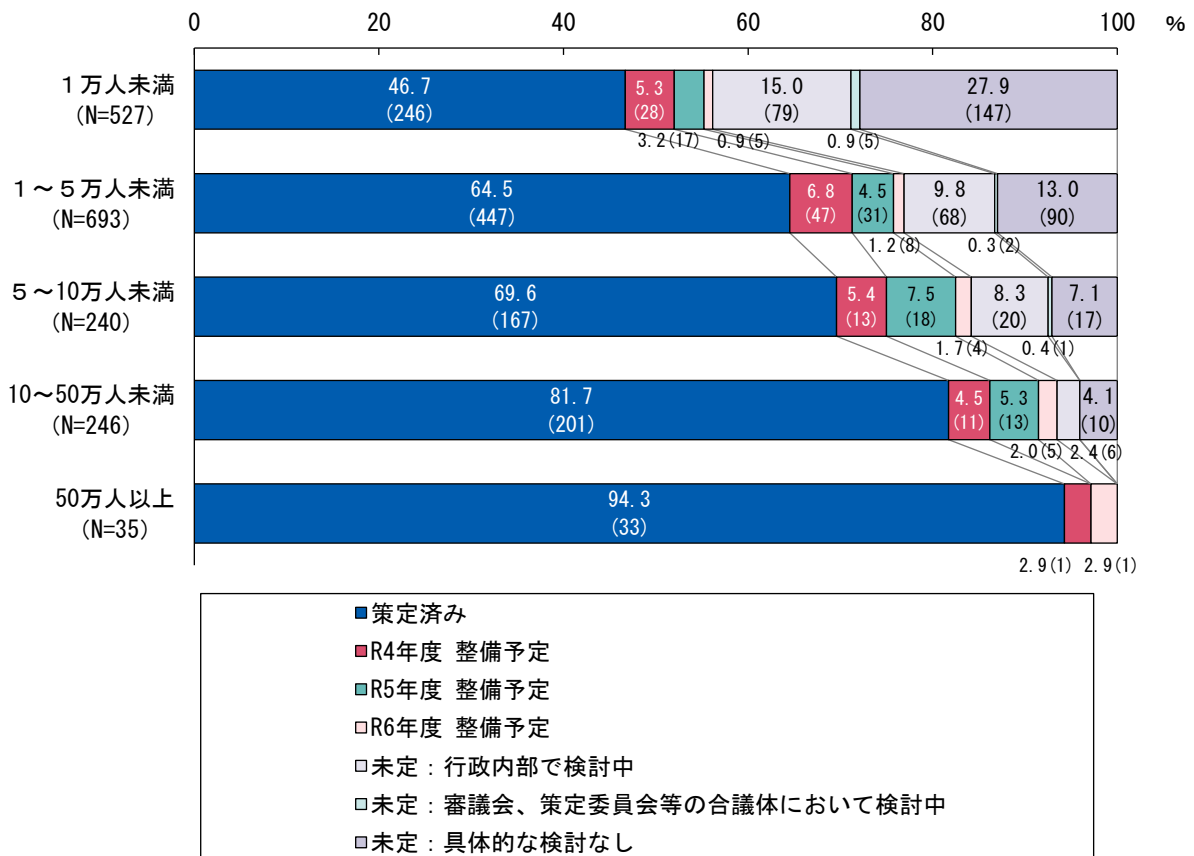 0 20 40 60 80 100 %
１万人未満
(N=527)
46.7
(246)
5.3
(28)
15.0
(79)
27.9
(147)
3.2(17)
0.9(5)
0.9(5)
１～５万人未満
(N=693)
64.5
(447)
6.8
(47)
4.5
(31)
9.8
(68)
13.0
(90)
1.2(8)
0.3(2)
５～10万人未満
(N=240)
69.6
(167)
5.4
(13)
7.5
(18)
8.3
(20)
7.1
(17)
1.7(4)
0.4(1)
10～50万人未満
(N=246)
81.7
(201)
4.5
(11)
5.3
(13)
4.1
(10)
2.0(5)
2.4(6)
50万人以上
(N=35)
94.3
(33)
2.9(1)
2.9(1)
策定済み
R4年度 整備予定
R5年度 整備予定
R6年度 整備予定
未定：行政内部で検討中
未定：審議会、策定委員会等の合議体において検討中
未定：具体的な検討なし